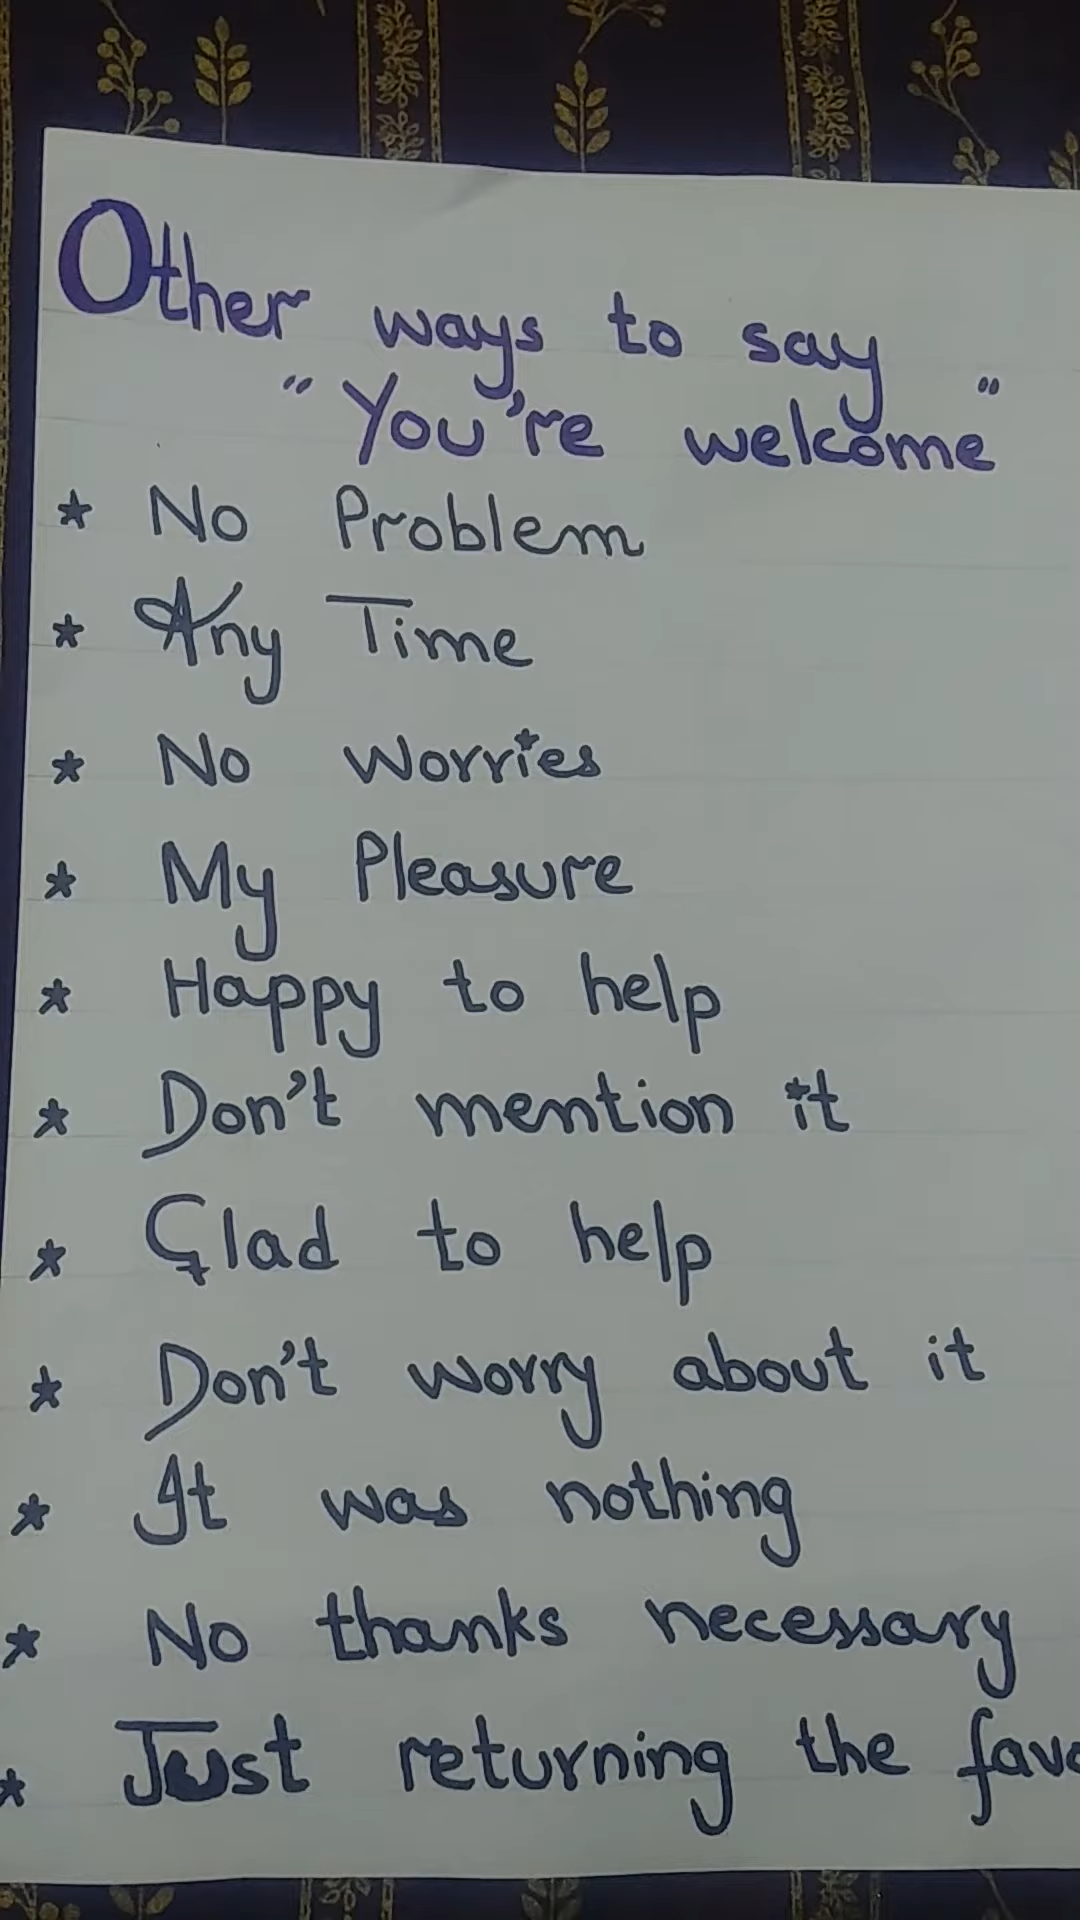 Other ways to say
"You're welcome"
* No Problem
* Any Time
* No Worries
* My Pleasure
* Happy to help
* Don't mention it
* Glad to help
* Don't worry about it
* It was nothing
* No thanks necessary
* Just returning the